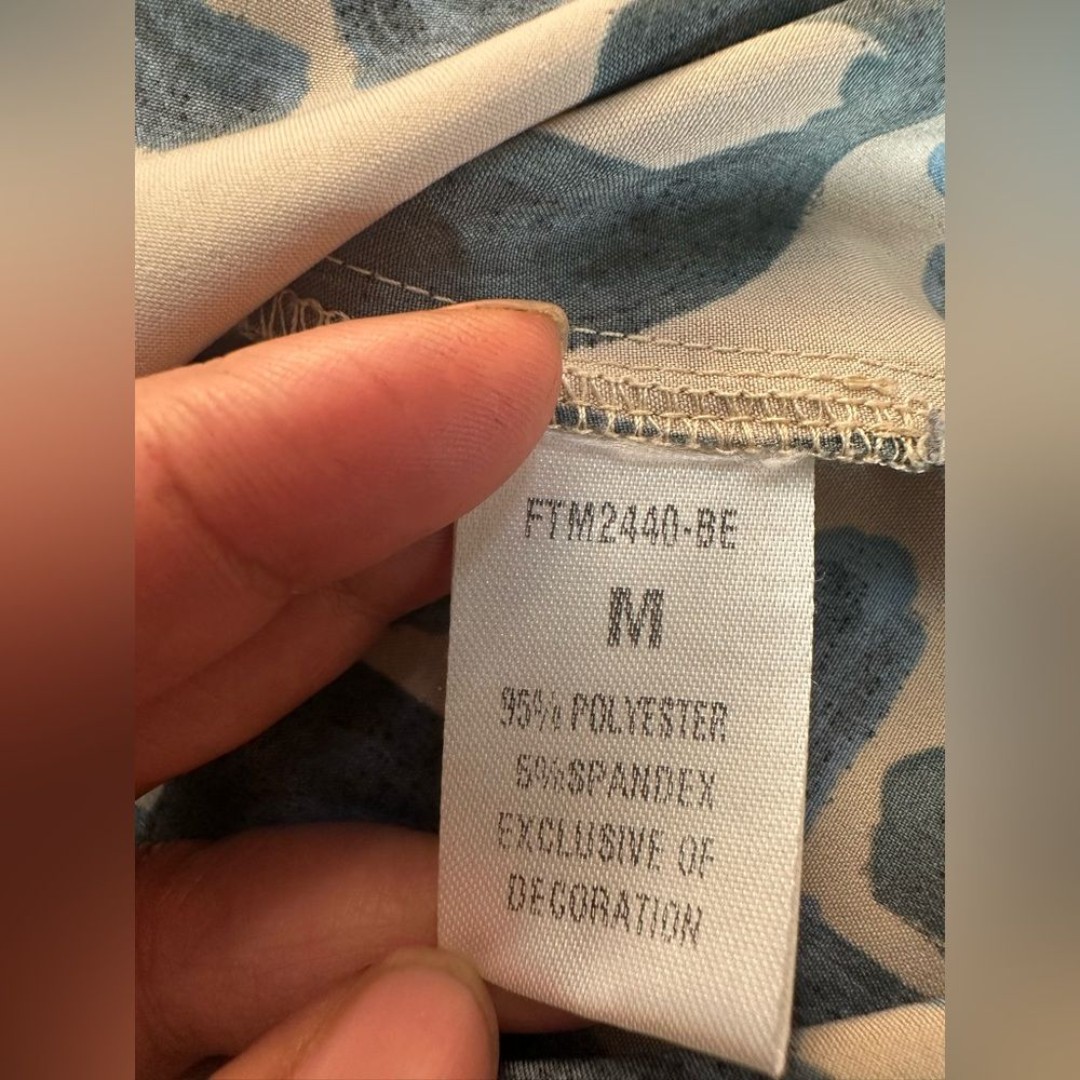 FTM2440-BE
M
95% POLYESTER
5%SPANDEX
EXCLUSIVE OF
DECORATION